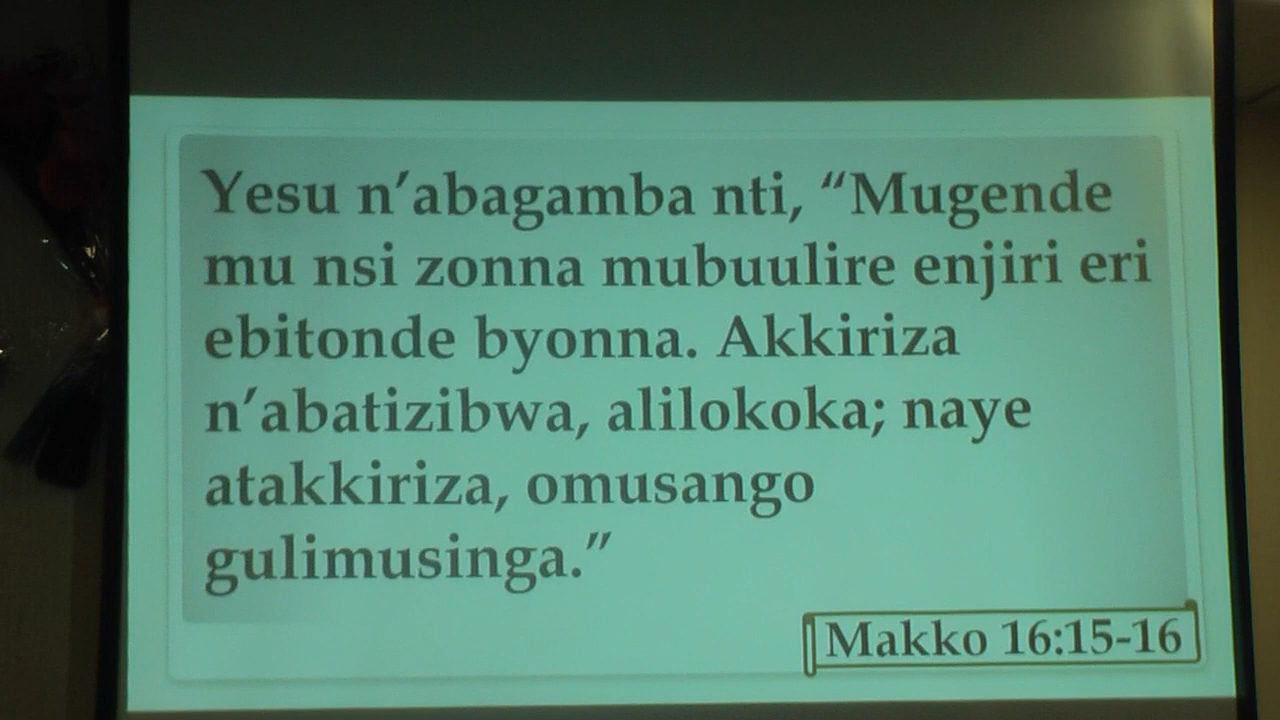 Yesu n’abagamba nti, “Mugende
mu nsi zonna mubuulire enjiri eri
ebitonde byonna. Akkiriza
n’abatizibwa, alilokoka; naye
atakkiriza, omusango
gulimusinga.”
Makko 16:15-16